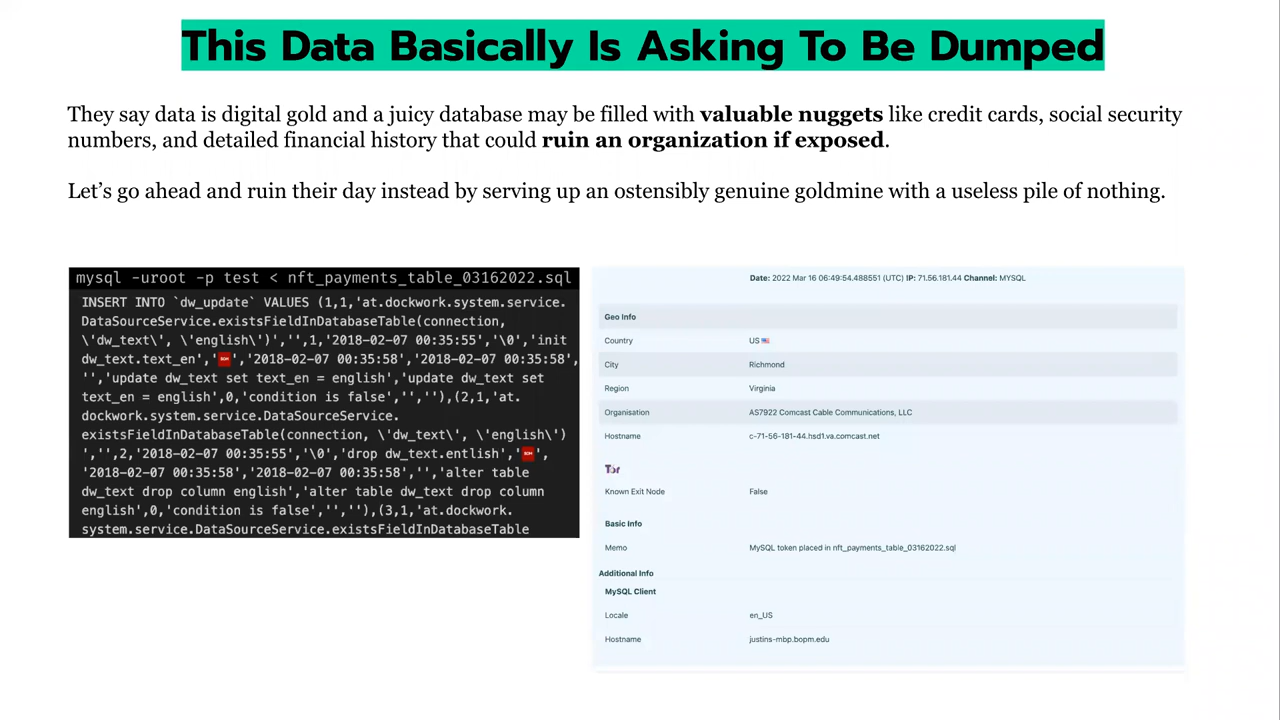 This Data Basically Is Asking To Be Dumped
They say data is digital gold and a juicy database may be filled with valuable nuggets like credit cards, social security
numbers, and detailed financial history that could ruin an organization if exposed.
Let’s go ahead and ruin their day instead by serving up an ostensibly genuine goldmine with a useless pile of nothing.
mysql -uroot -p test < nft_payments_table_03162022.sql
INSERT INTO `dw_update` VALUES (1,1,'at.dockwork.system.service.
DataSourceService.existsFieldInDatabaseTable(connection,
\'dw_text\', \'english\')','',1,'2018-02-07 00:35:55','\0','init
dw_text.text_en','','2018-02-07 00:35:58','2018-02-07 00:35:58',
'','update dw_text set text_en = english','update dw_text set
text_en = english',0,'condition is false','',''),(2,1,'at.
dockwork.system.service.DataSourceService.
existsFieldInDatabaseTable(connection, \'dw_text\', \'english\')
','',2,'2018-02-07 00:35:55','\0','drop dw_text.entlish','',
'2018-02-07 00:35:58','2018-02-07 00:35:58','','alter table
dw_text drop column english','alter table dw_text drop column
english',0,'condition is false','',''),(3,1,'at.dockwork.
system.service.DataSourceService.existsFieldInDatabaseTable
Date: 2022 Mar 16 06:49:54.488551 (UTC) IP: 71.56.181.44 Channel: MYSQL
Geo Info
Country US
City Richmond
Region Virginia
Organisation AS7922 Comcast Cable Communications, LLC
Hostname c-71-56-181-44.hsd1.va.comcast.net
Tor
Known Exit Node False
Basic Info
Memo MySQL token placed in nft_payments_table_03162022.sql
Additional Info
MySQL Client
Locale en_US
Hostname justins-mbp.bopm.edu